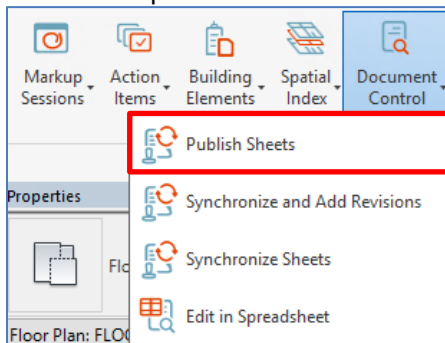 Markup Action Building Spatial Document
Sessions Items Elements Index Control
Publish Sheets
Properties
Synchronize and Add Revisions
Synchronize Sheets
Edit in Spreadsheet
Floor Plan: